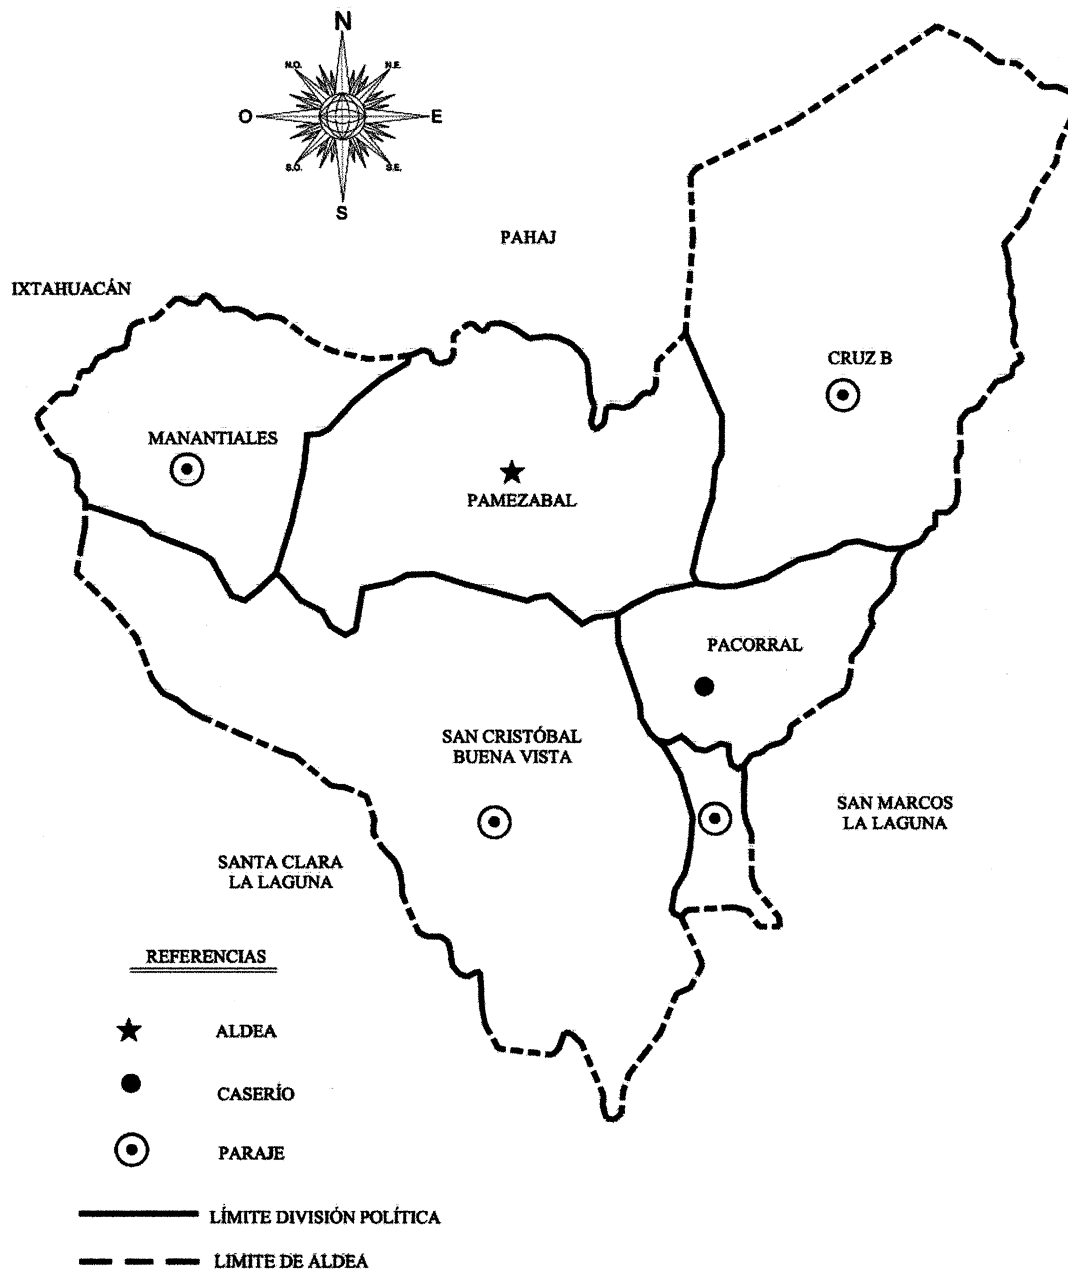 N
N.O.
N.E.
O
E
S.O.
S.E.
S
PAHAJ
IXTAHUACÁN
CRUZ B
MANANTIALES
PAMEZABAL
PACORRAL
SAN CRISTÓBAL
BUENA VISTA
SAN MARCOS
LA LAGUNA
SANTA CLARA
LA LAGUNA
REFERENCIAS
ALDEA
CASERÍO
PARAJE
LÍMITE DIVISIÓN POLÍTICA
LIMITE DE ALDEA